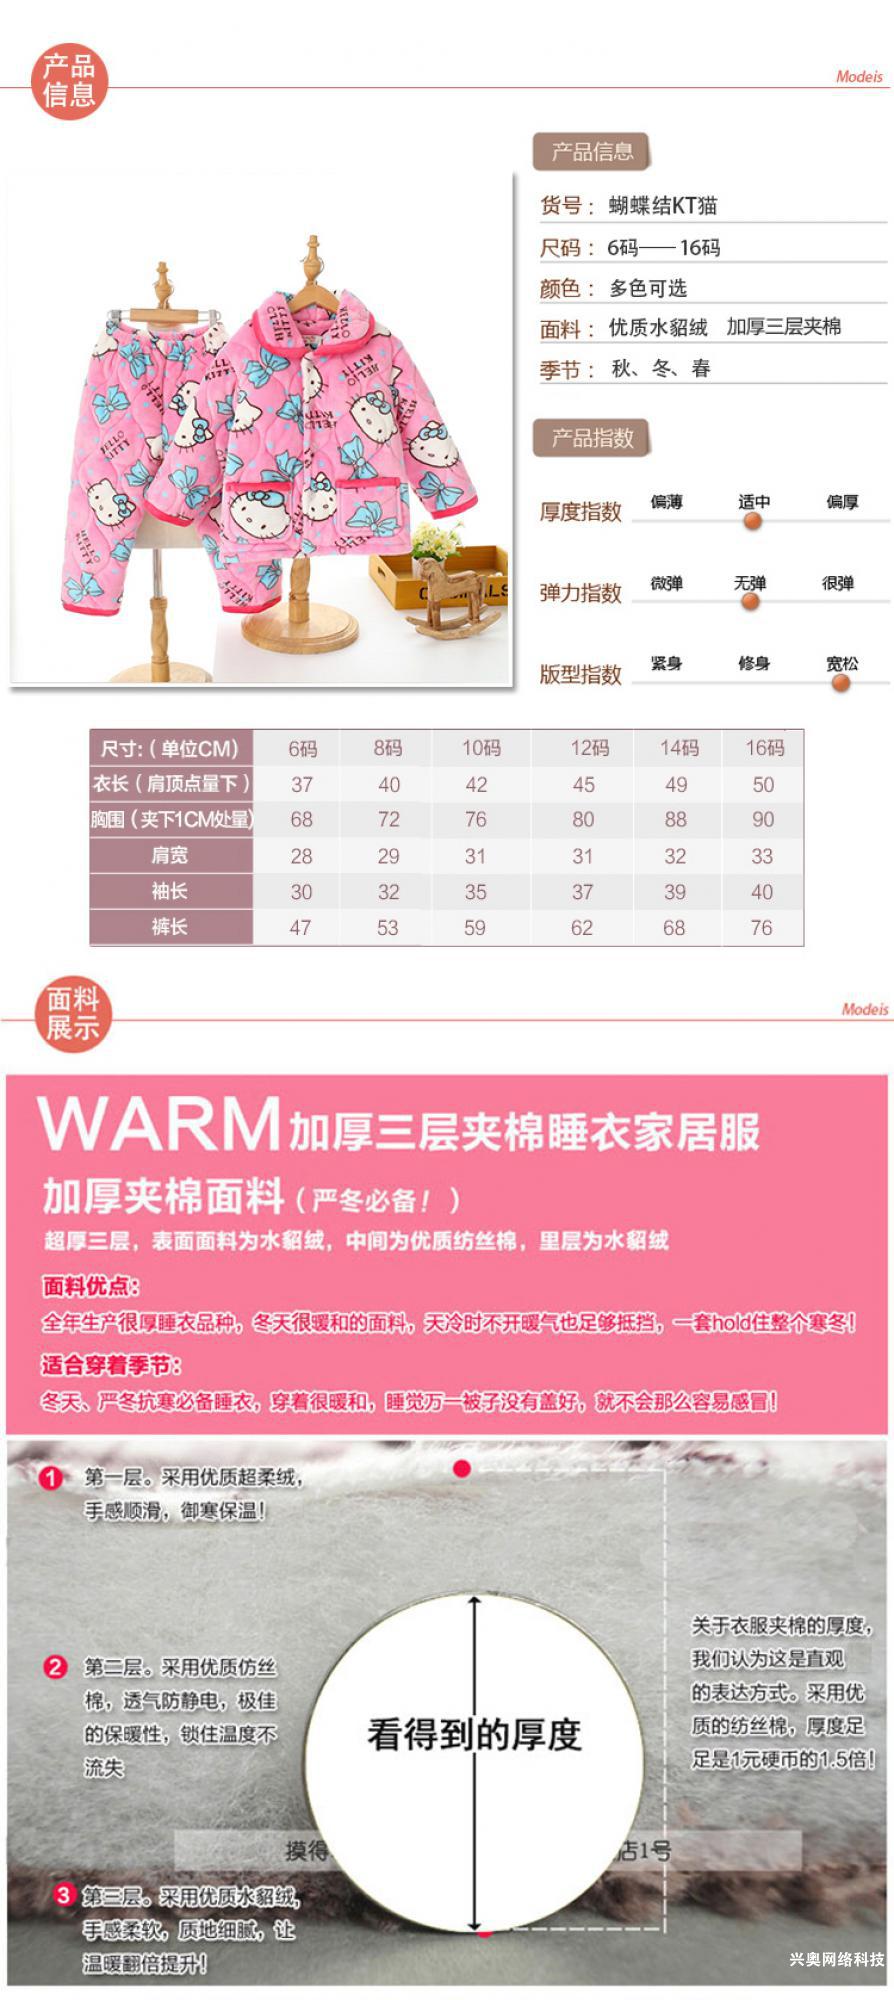 产品
信息
Modeis
产品信息
货号： 蝴蝶结KT猫
尺码： 6码——16码
颜色： 多色可选
面料： 优质水貂绒 加厚三层夹棉
季节： 秋、冬、春
产品指数
厚度指数 偏薄 适中 偏厚
弹力指数 微弹 无弹 很弹
版型指数 紧身 修身 宽松
HELLO
KITTY
尺寸:（单位CM） 6码 8码 10码 12码 14码 16码
衣长（肩顶点量下） 37 40 42 45 49 50
胸围（夹下1CM处量) 68 72 76 80 88 90
肩宽 28 29 31 31 32 33
袖长 30 32 35 37 39 40
裤长 47 53 59 62 68 76
面料
展示
Modeis
WARM加厚三层夹棉睡衣家居服
加厚夹棉面料（严冬必备！）
超厚三层，表面面料为水貂绒，中间为优质纺丝棉，里层为水貂绒
面料优点：
全年生产很厚睡衣品种，冬天很暖和的面料，天冷时不开暖气也足够抵挡，一套hold住整个寒冬！
适合穿着季节：
冬天、严冬抗寒必备睡衣，穿着很暖和，睡觉万一被子没有盖好，就不会那么容易感冒！
1 第一层。采用优质超柔绒，
手感顺滑，御寒保温！
2 第二层。采用优质仿丝
棉，透气防静电，极佳
的保暖性，锁住温度不
流失
看得到的厚度
关于衣服夹棉的厚度，
我们认为这是直观
的表达方式。采用优
质的纺丝棉，厚度足
足是1元硬币的1.5倍！
摸得
店1号
3 第三层。采用优质水貂绒，
手感柔软，质地细腻，让
温暖翻倍提升！
兴奥网络科技